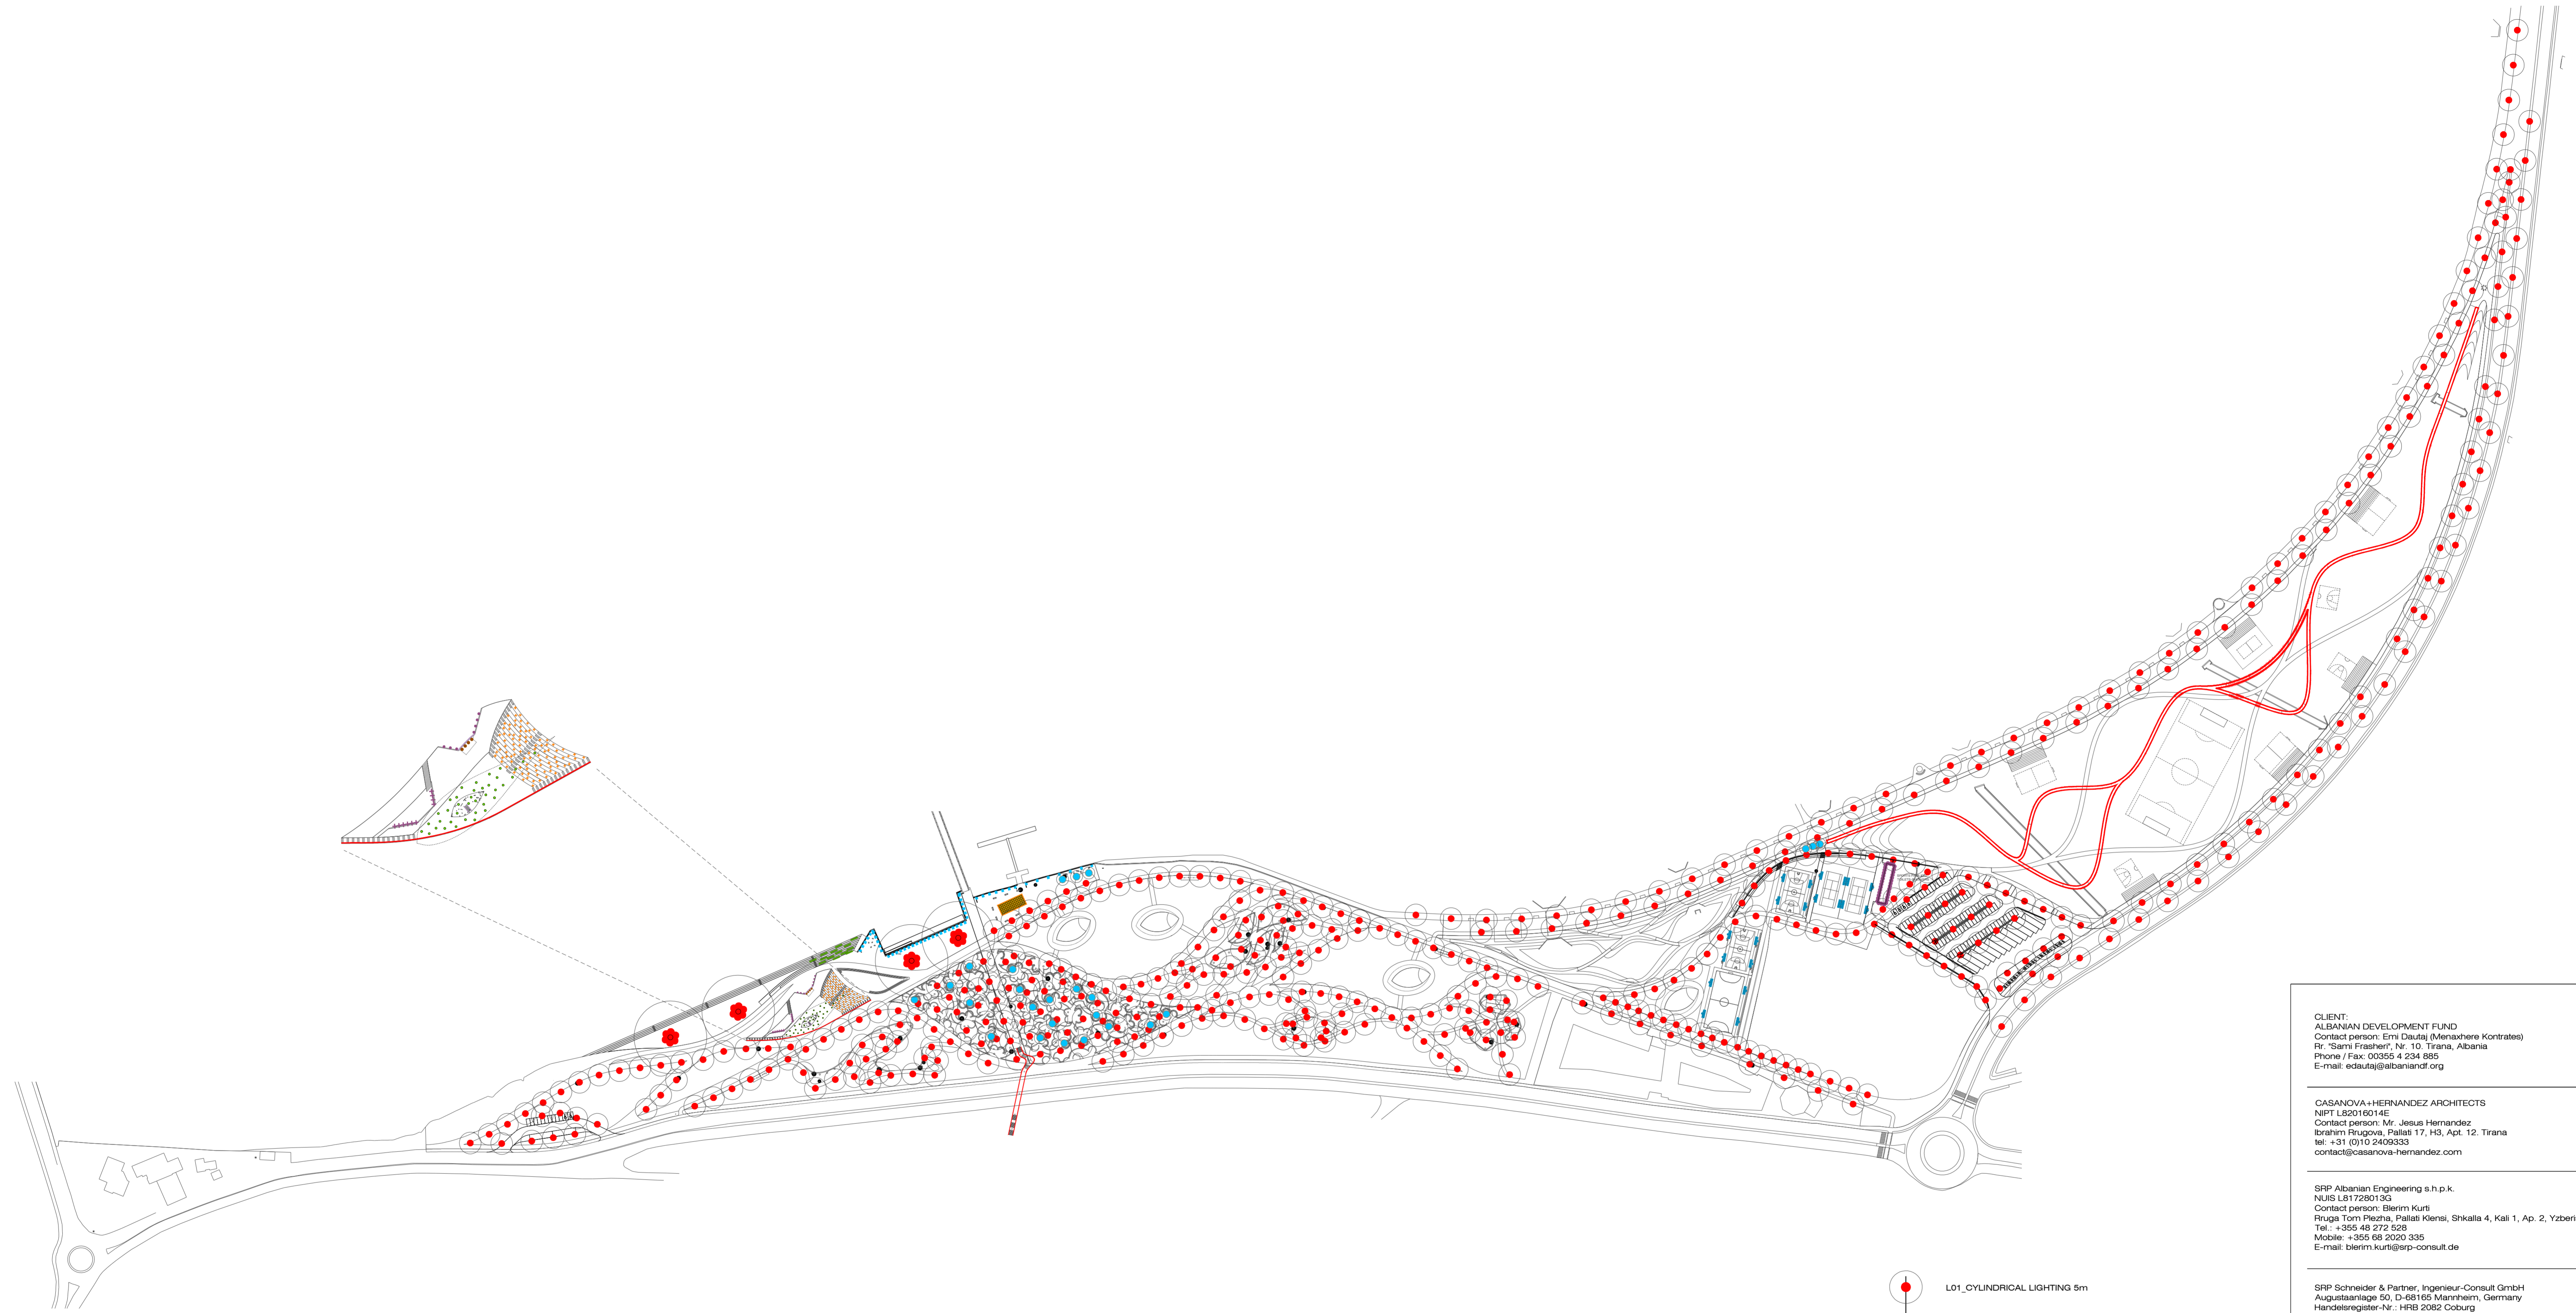 CLIENT:
ALBANIAN DEVELOPMENT FUND
Contact person: Emi Dautaj (Menaxhere Kontrates)
Rr. "Sami Frasheri", Nr. 10. Tirana, Albania
Phone / Fax: 00355 4 234 885
E-mail: edautaj@albaniandf.org
CASANOVA+HERNANDEZ ARCHITECTS
NIPT L82016014E
Contact person: Mr. Jesus Hernandez
Ibrahim Rrugova, Pallati 17, H3, Apt. 12. Tirana
tel: +31 (0)10 2409333
contact@casanova-hernandez.com
SRP Albanian Engineering s.h.p.k.
NUIS L81728013G
Contact person: Blerim Kurti
Rruga Tom Plezha, Pallati Klensi, Shkalla 4, Kali 1, Ap. 2, Yzberi
Tel.: +355 48 272 528
Mobile: +355 68 2020 335
E-mail: blerim.kurti@srp-consult.de
SRP Schneider & Partner, Ingenieur-Consult GmbH
Augustaanlage 50, D-68165 Mannheim, Germany
Handelsregister-Nr.: HRB 2082 Coburg
L01_CYLINDRICAL LIGHTING 5m